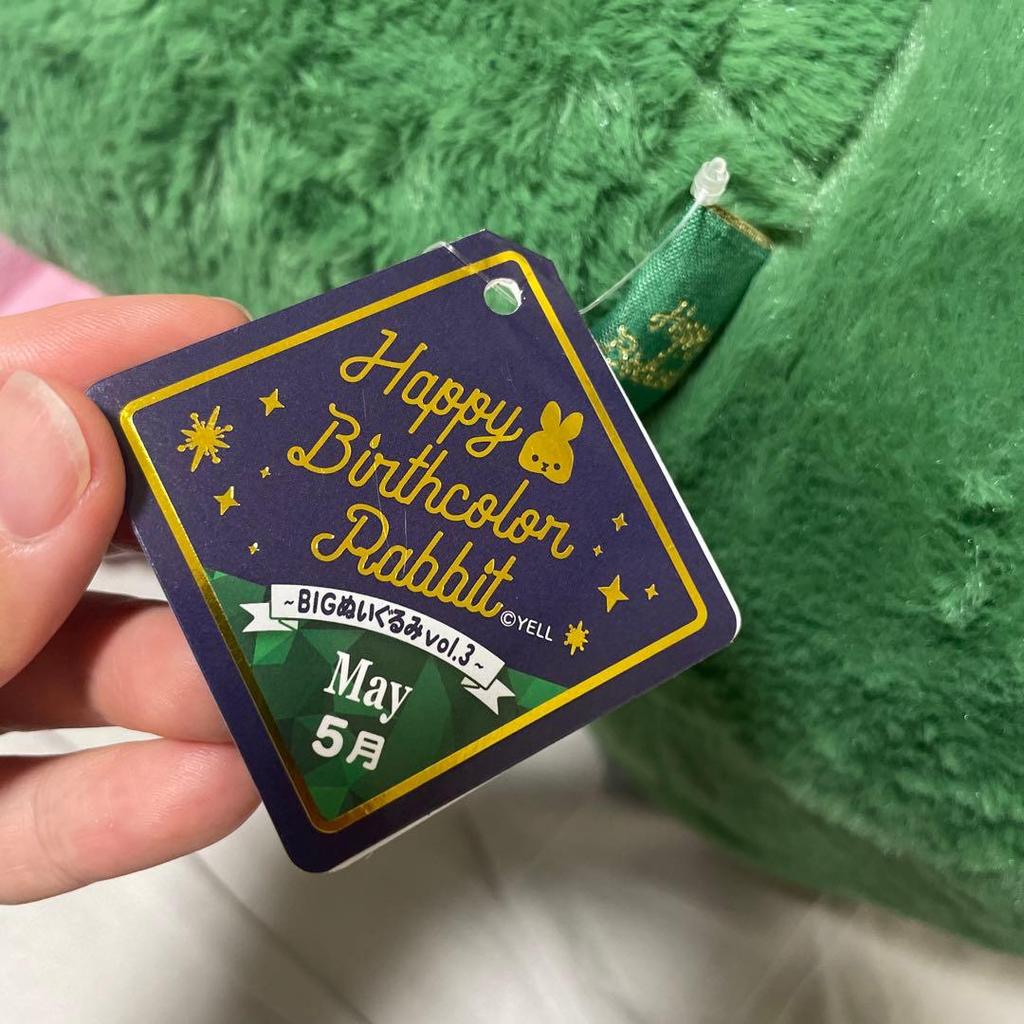 Happy
Birthcolor
Rabbit
©YELL
~BIGぬいぐるみvol.3~
May
5月
Happy